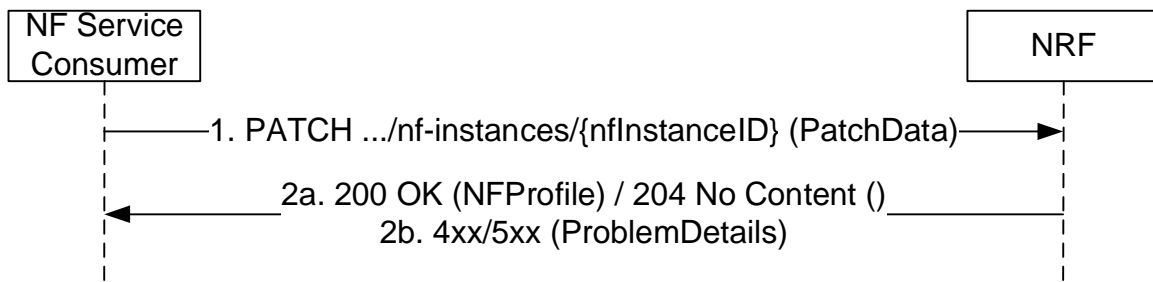 NF Service
Consumer
NRF
1. PATCH .../nf-instances/{nfInstanceID} (PatchData)
2a. 200 OK (NFProfile) / 204 No Content ()
2b. 4xx/5xx (ProblemDetails)